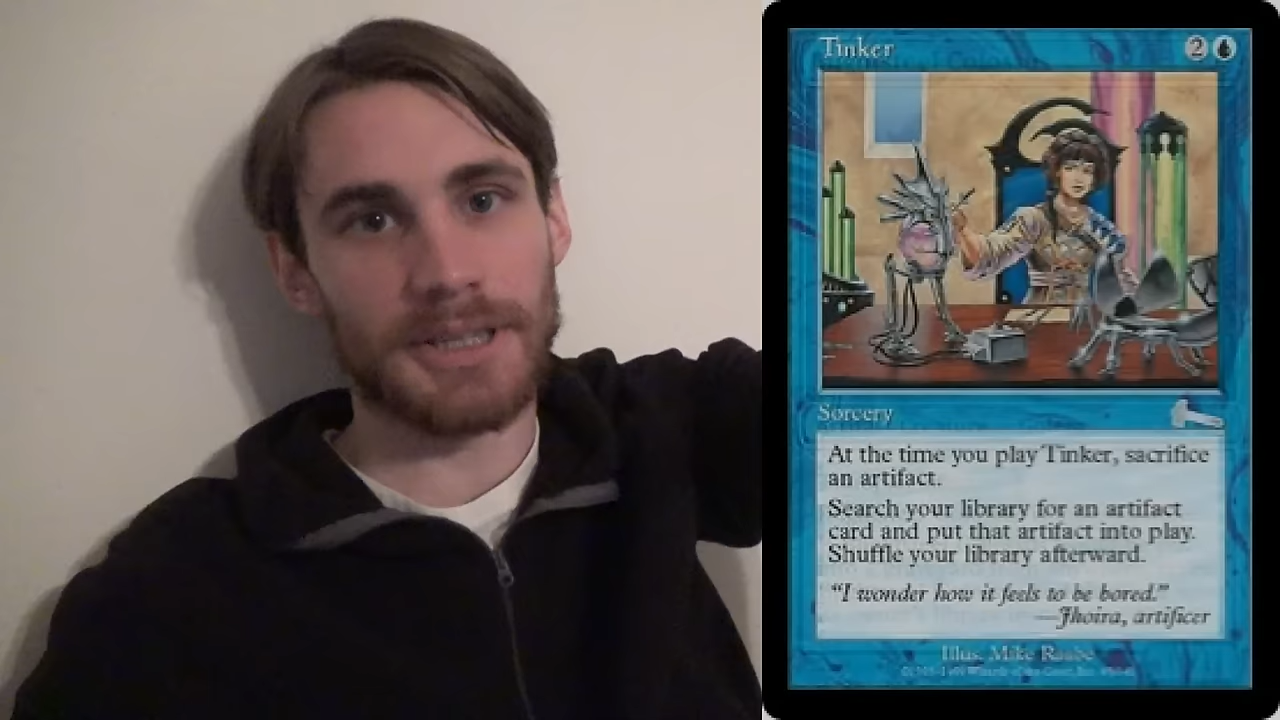 Tinker 2
Sorcery
At the time you play Tinker, sacrifice
an artifact.
Search your library for an artifact
card and put that artifact into play.
Shuffle your library afterward.
“I wonder how it feels to be bored.”
—Jhoira, artificer
Illus. Mike Raabe